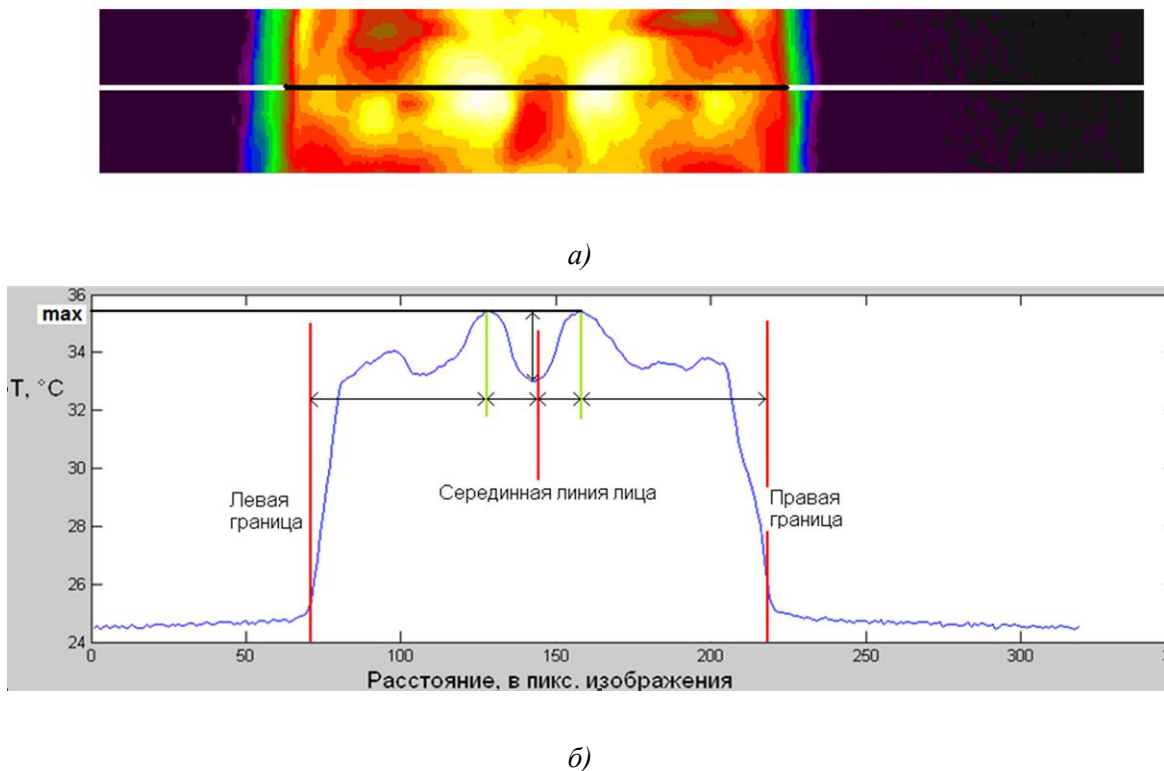 а)
36
max
34
T, °C
32
30
Левая
граница
Серединная линия лица
Правая
граница
28
26
24
0
50
100
150
200
250
300
Расстояние, в пикс. изображения
б)